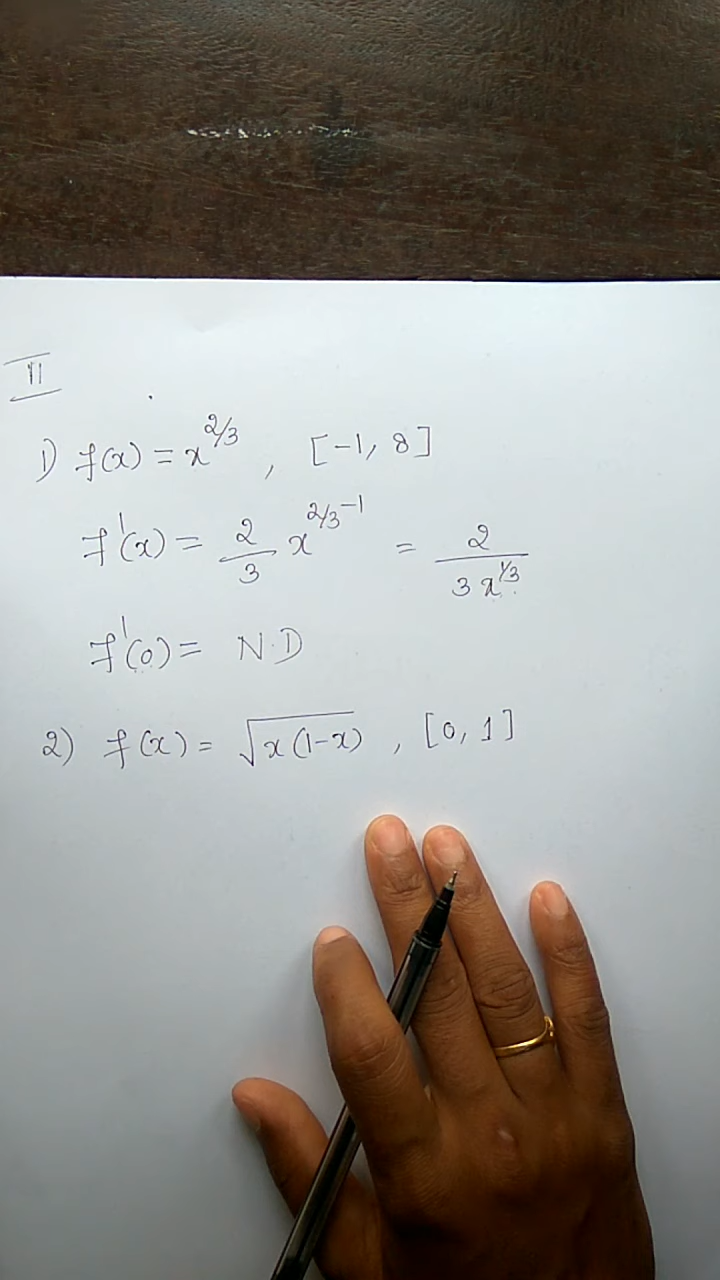 II
1) f(x) = x^{2/3} , [-1, 8]
f'(x) = 2/3 x^{2/3-1} = 2/(3 x^{1/3})
f'(0) = N.D
2) f(x) = √(x(1-x)) , [0, 1]